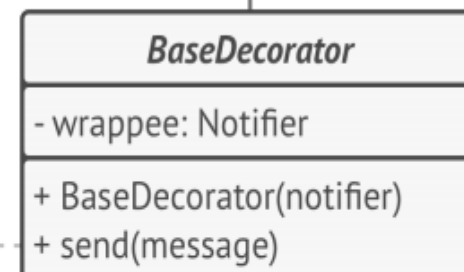 BaseDecorator
- wrappee: Notifier
+ BaseDecorator(notifier)
+ send(message)